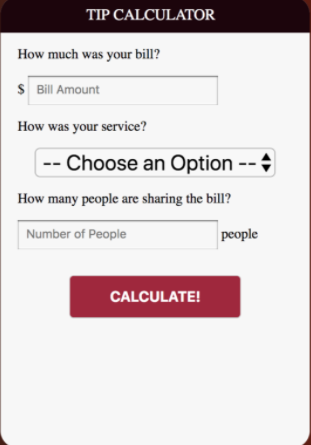 TIP CALCULATOR
How much was your bill?
$ Bill Amount
How was your service?
-- Choose an Option --
How many people are sharing the bill?
Number of People people
CALCULATE!